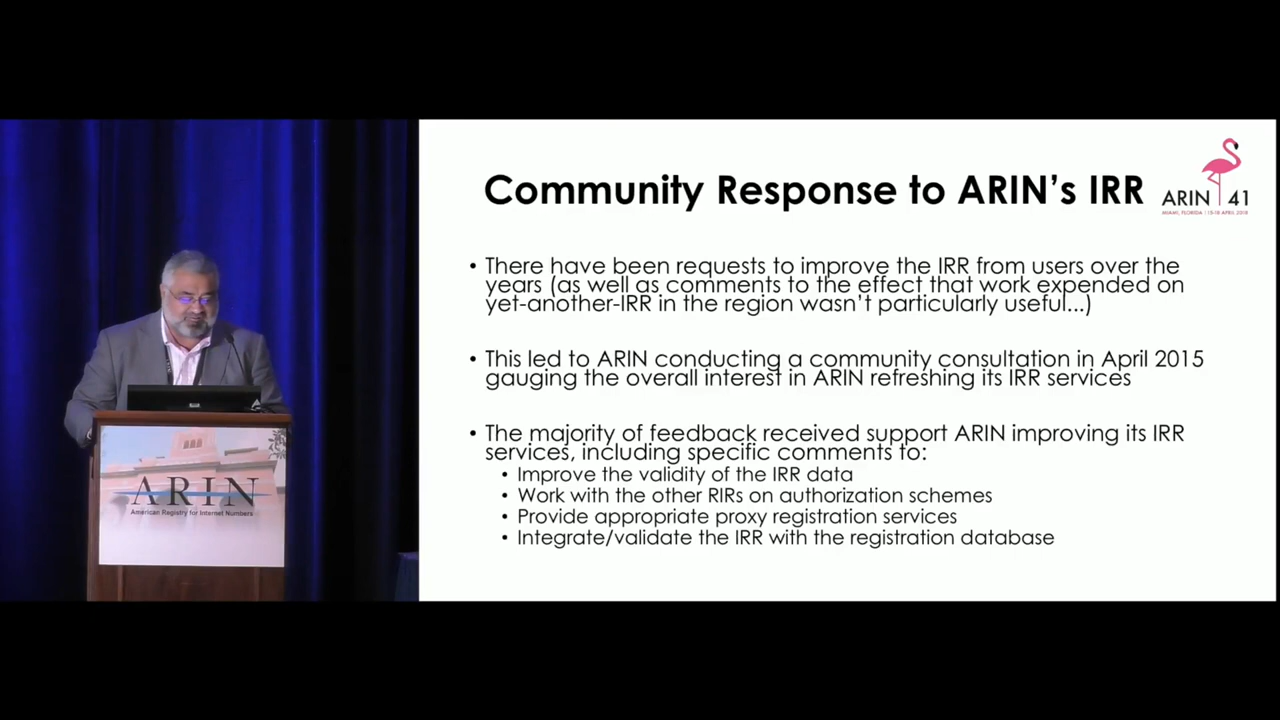 Community Response to ARIN's IRR
ARIN 41
MIAMI, FLORIDA | 15-18 APRIL 2018
• There have been requests to improve the IRR from users over the
years (as well as comments to the effect that work expended on
yet-another-IRR in the region wasn't particularly useful...)
• This led to ARIN conducting a community consultation in April 2015
gauging the overall interest in ARIN refreshing its IRR services
• The majority of feedback received support ARIN improving its IRR
services, including specific comments to:
• Improve the validity of the IRR data
• Work with the other RIRs on authorization schemes
• Provide appropriate proxy registration services
• Integrate/validate the IRR with the registration database
ARIN
American Registry for Internet Numbers